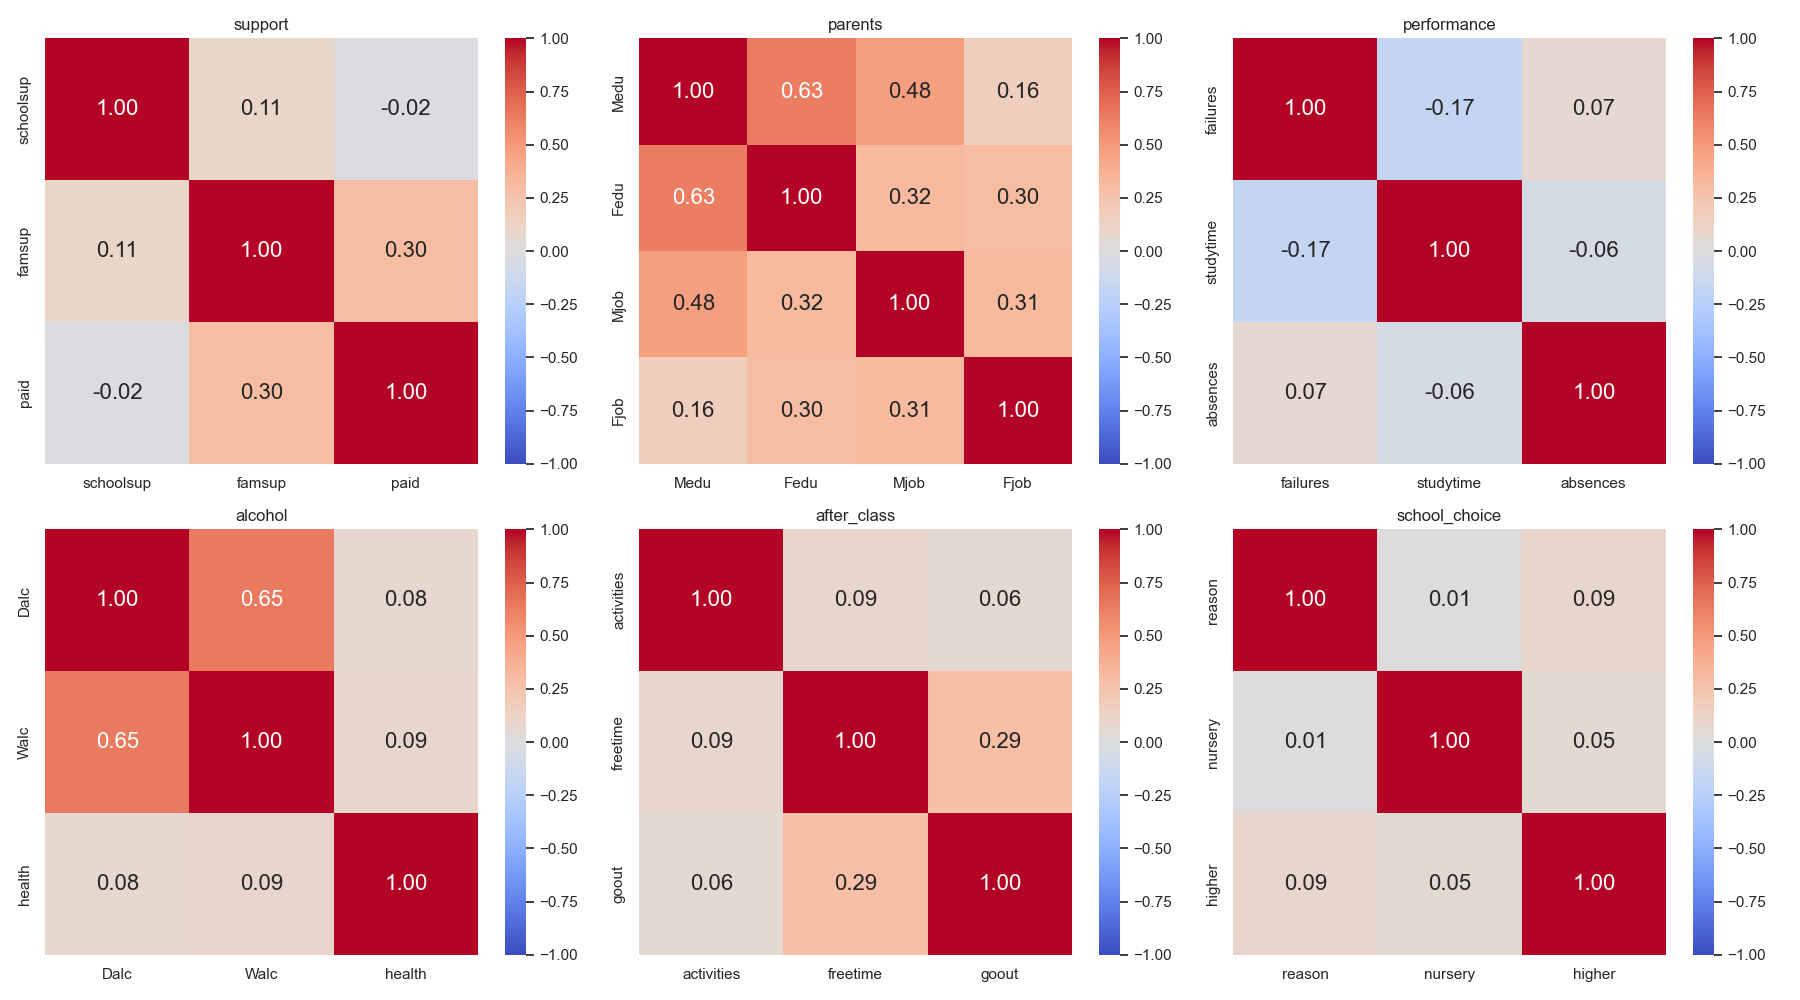 support
schoolsup
famsup
paid
1.00 0.11 -0.02
0.11 1.00 0.30
-0.02 0.30 1.00
schoolsup famsup paid
1.00
0.75
0.50
0.25
0.00
−0.25
−0.50
−0.75
−1.00
parents
Medu
Fedu
Mjob
Fjob
1.00 0.63 0.48 0.16
0.63 1.00 0.32 0.30
0.48 0.32 1.00 0.31
0.16 0.30 0.31 1.00
Medu Fedu Mjob Fjob
1.00
0.75
0.50
0.25
0.00
−0.25
−0.50
−0.75
−1.00
performance
failures
studytime
absences
1.00 -0.17 0.07
-0.17 1.00 -0.06
0.07 -0.06 1.00
failures studytime absences
1.00
0.75
0.50
0.25
0.00
−0.25
−0.50
−0.75
−1.00
alcohol
Dalc
Walc
health
1.00 0.65 0.08
0.65 1.00 0.09
0.08 0.09 1.00
Dalc Walc health
1.00
0.75
0.50
0.25
0.00
−0.25
−0.50
−0.75
−1.00
after_class
activities
freetime
goout
1.00 0.09 0.06
0.09 1.00 0.29
0.06 0.29 1.00
activities freetime goout
1.00
0.75
0.50
0.25
0.00
−0.25
−0.50
−0.75
−1.00
school_choice
reason
nursery
higher
1.00 0.01 0.09
0.01 1.00 0.05
0.09 0.05 1.00
reason nursery higher
1.00
0.75
0.50
0.25
0.00
−0.25
−0.50
−0.75
−1.00